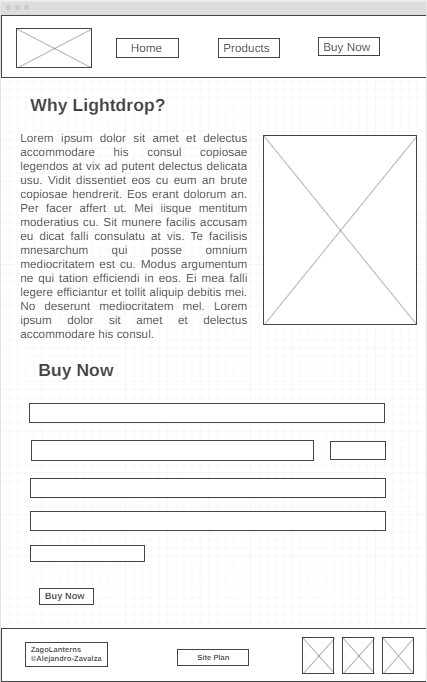 Home
Products
Buy Now
Why Lightdrop?
Lorem ipsum dolor sit amet et delectus
accommodare his consul copiosae
legendos at vix ad putent delectus delicata
usu. Vidit dissentiet eos cu eum an brute
copiosae hendrerit. Eos erant dolorum an.
Per facer affert ut. Mei iisque mentitum
moderatius cu. Sit munere facilis accusam
eu dicat falli consulatu at vis. Te facilisis
mnesarchum qui posse omnium
mediocritatem est cu. Modus argumentum
ne qui tation efficiendi in eos. Ei mea falli
legere efficiantur et tollit aliquip debitis mei.
No deserunt mediocritatem mel. Lorem
ipsum dolor sit amet et delectus
accommodare his consul.
Buy Now
Buy Now
ZagoLanterns
©Alejandro-Zavalza
Site Plan